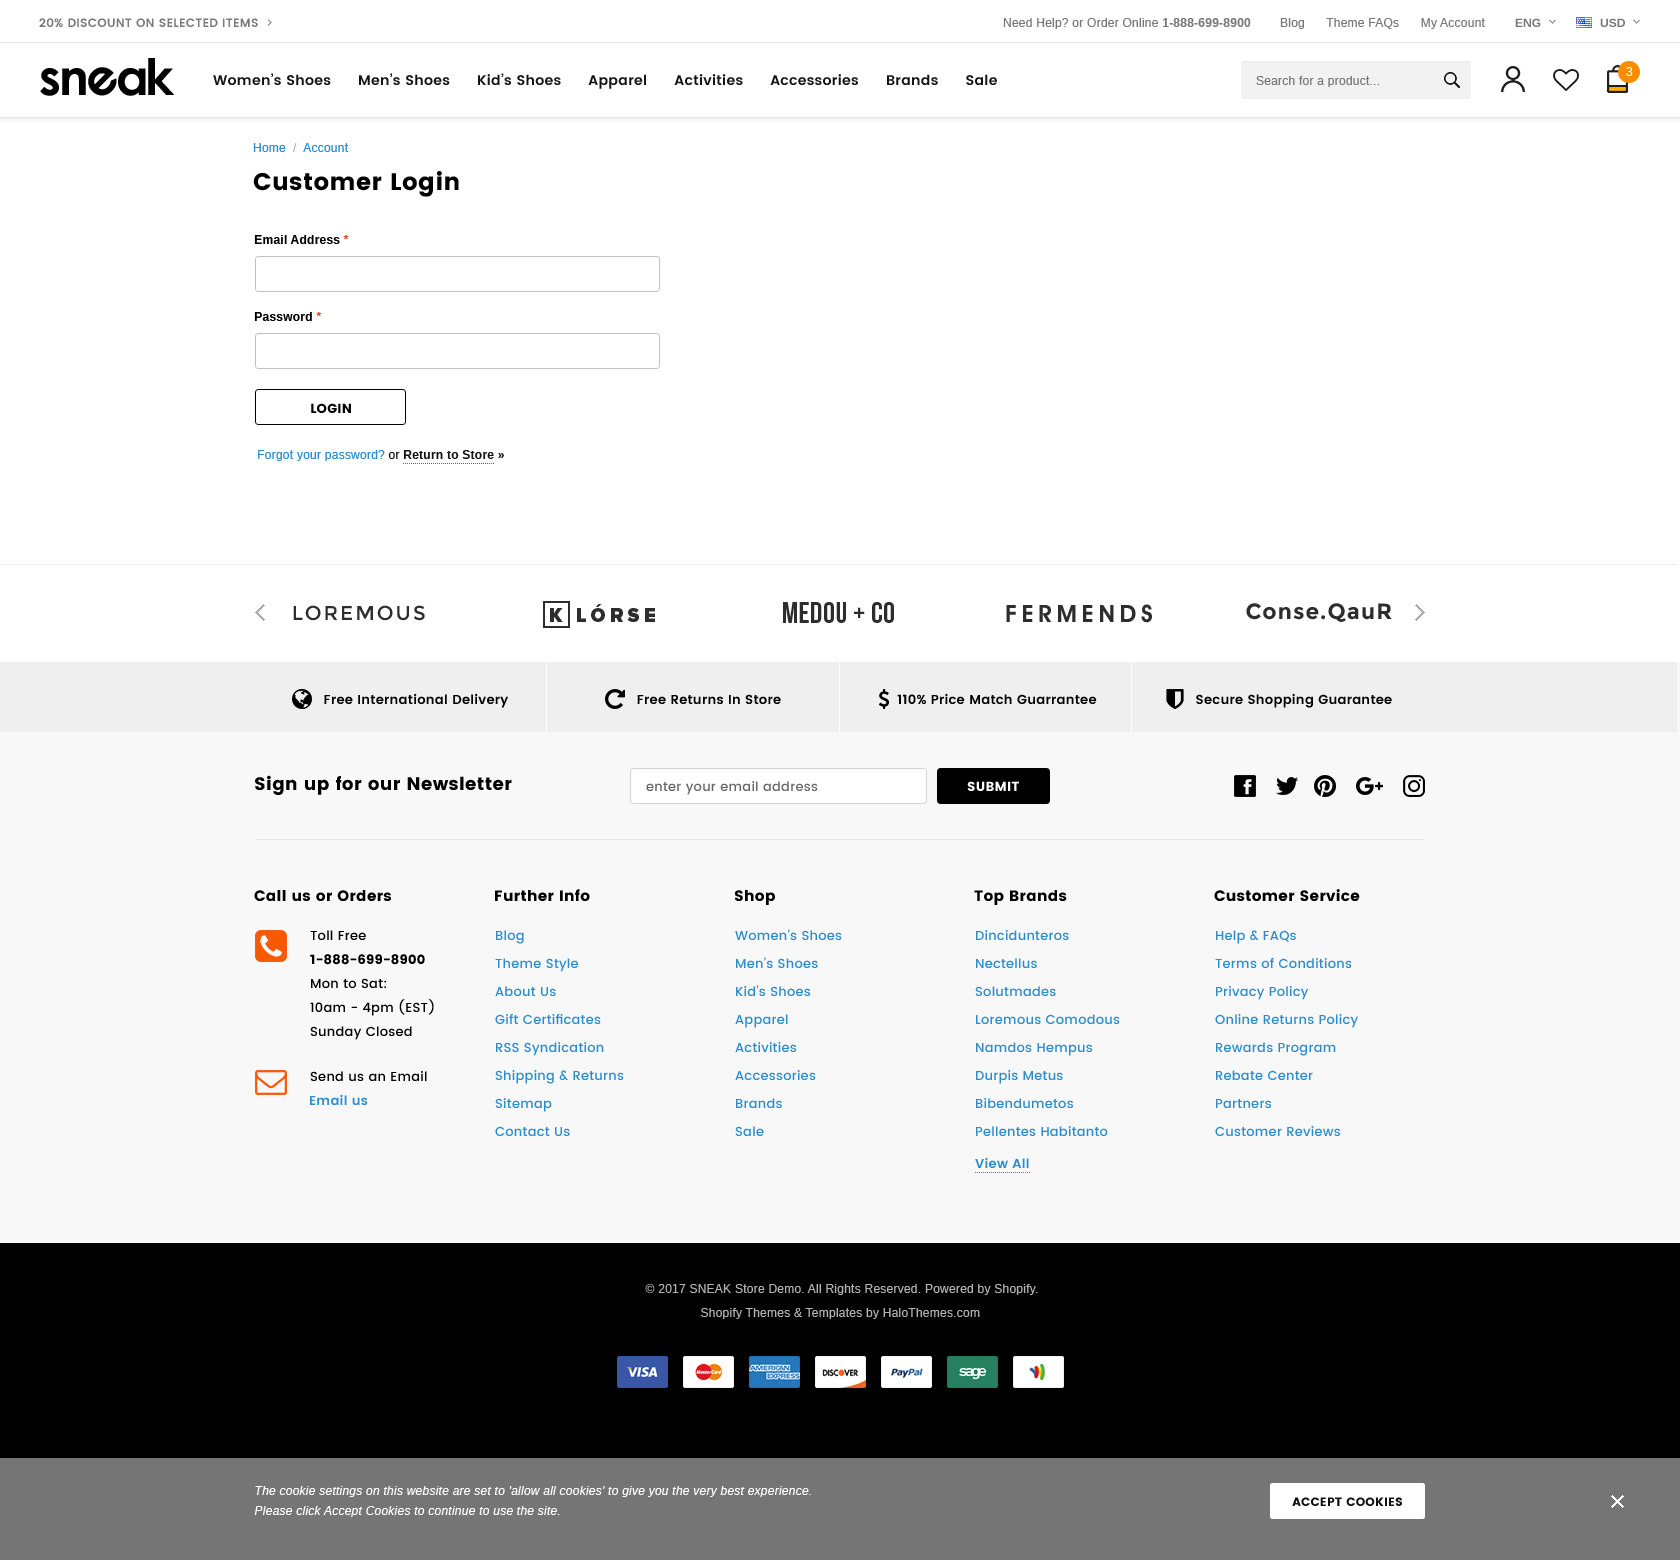 20% DISCOUNT ON SELECTED ITEMS
Need Help? or Order Online 1-888-699-8900
Blog
Theme FAQs
My Account
ENG
USD
sneak
Women's Shoes
Men's Shoes
Kid's Shoes
Apparel
Activities
Accessories
Brands
Sale
Search for a product...
3
Home / Account
Customer Login
Email Address *
Password *
LOGIN
Forgot your password? or Return to Store »
LOREMOUS
K LÓRSE
MEDOU + CO
FERMENDS
Conse.QauR
Free International Delivery
Free Returns In Store
110% Price Match Guarrantee
Secure Shopping Guarantee
Sign up for our Newsletter
enter your email address
SUBMIT
Call us or Orders
Toll Free
1-888-699-8900
Mon to Sat:
10am - 4pm (EST)
Sunday Closed
Send us an Email
Email us
Further Info
Blog
Theme Style
About Us
Gift Certificates
RSS Syndication
Shipping & Returns
Sitemap
Contact Us
Shop
Women's Shoes
Men's Shoes
Kid's Shoes
Apparel
Activities
Accessories
Brands
Sale
Top Brands
Dincidunteros
Nectellus
Solutmades
Loremous Comodous
Namdos Hempus
Durpis Metus
Bibendumetos
Pellentes Habitanto
View All
Customer Service
Help & FAQs
Terms of Conditions
Privacy Policy
Online Returns Policy
Rewards Program
Rebate Center
Partners
Customer Reviews
© 2017 SNEAK Store Demo. All Rights Reserved. Powered by Shopify.
Shopify Themes & Templates by HaloThemes.com
VISA
MasterCard
AMERICAN EXPRESS
DISCOVER
PayPal
sage
The cookie settings on this website are set to 'allow all cookies' to give you the very best experience.
Please click Accept Cookies to continue to use the site.
ACCEPT COOKIES